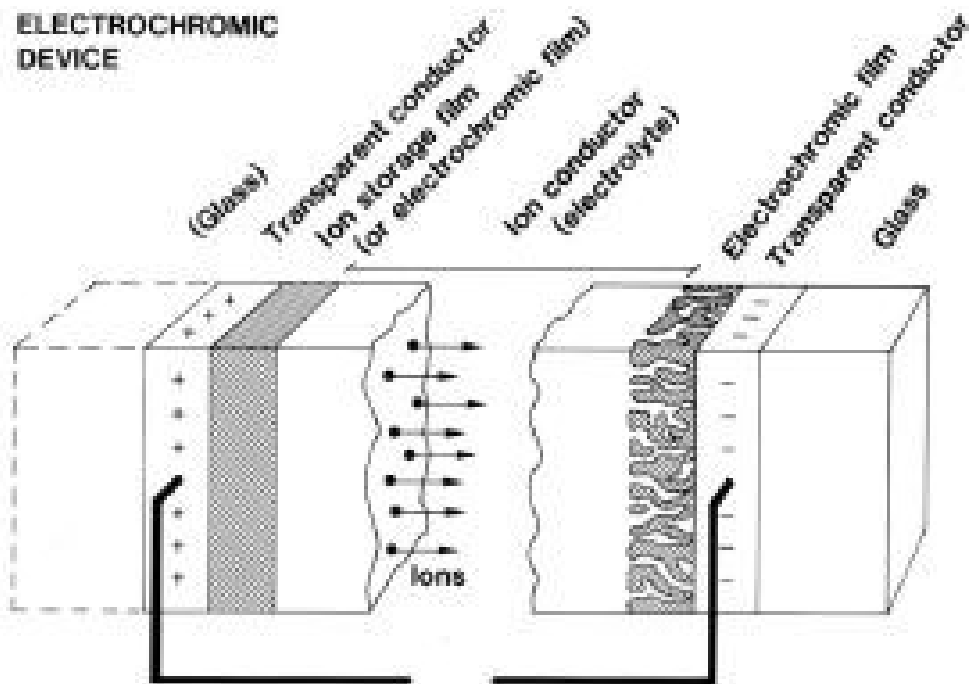 ELECTROCHROMIC
DEVICE
(Glass)
Transparent conductor
Ion storage film
(or electrochromic film)
Ion conductor
(electrolyte)
Electrochromic film
Transparent conductor
Glass
Ions